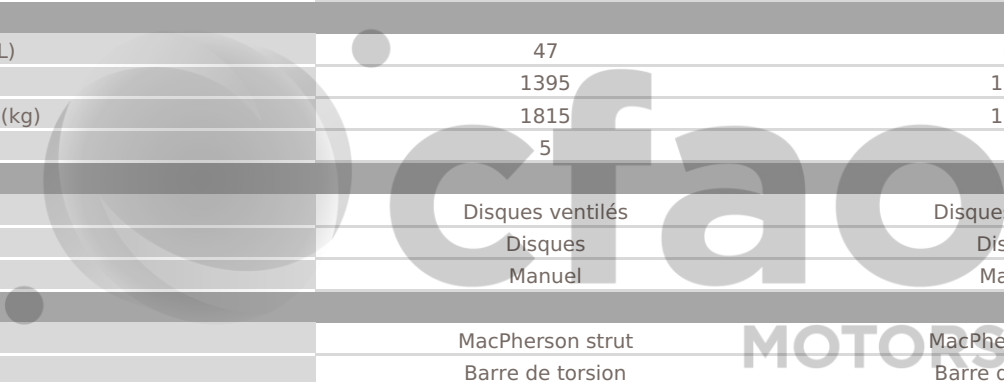 L) 47
1395 1
(kg) 1815 1
5
Disques ventilés Disque
Disques Dis
Manuel Ma
MacPherson strut MacPhe
Barre de torsion Barre
cfao
MOTORS